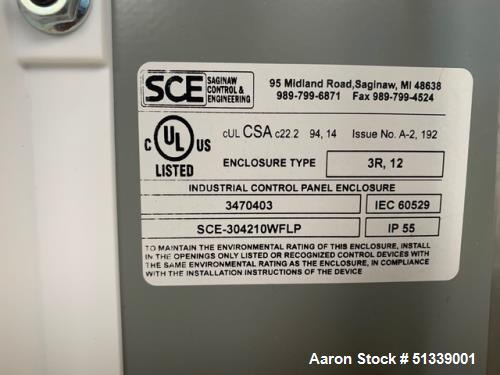 SCE SAGINAW CONTROL & ENGINEERING
95 Midland Road,Saginaw, MI 48638
989-799-6871 Fax 989-799-4524
C UL US LISTED
cUL CSA c22.2 94, 14 Issue No. A-2, 192
ENCLOSURE TYPE 3R, 12
INDUSTRIAL CONTROL PANEL ENCLOSURE
3470403 IEC 60529
SCE-304210WFLP IP 55
TO MAINTAIN THE ENVIRONMENTAL RATING OF THIS ENCLOSURE, INSTALL
IN THE OPENINGS ONLY LISTED OR RECOGNIZED CONTROL DEVICES WITH
THE SAME ENVIRONMENTAL RATING AS THE ENCLOSURE, IN COMPLIANCE
WITH THE INSTALLATION INSTRUCTIONS OF THE DEVICE
Aaron Stock # 51339001